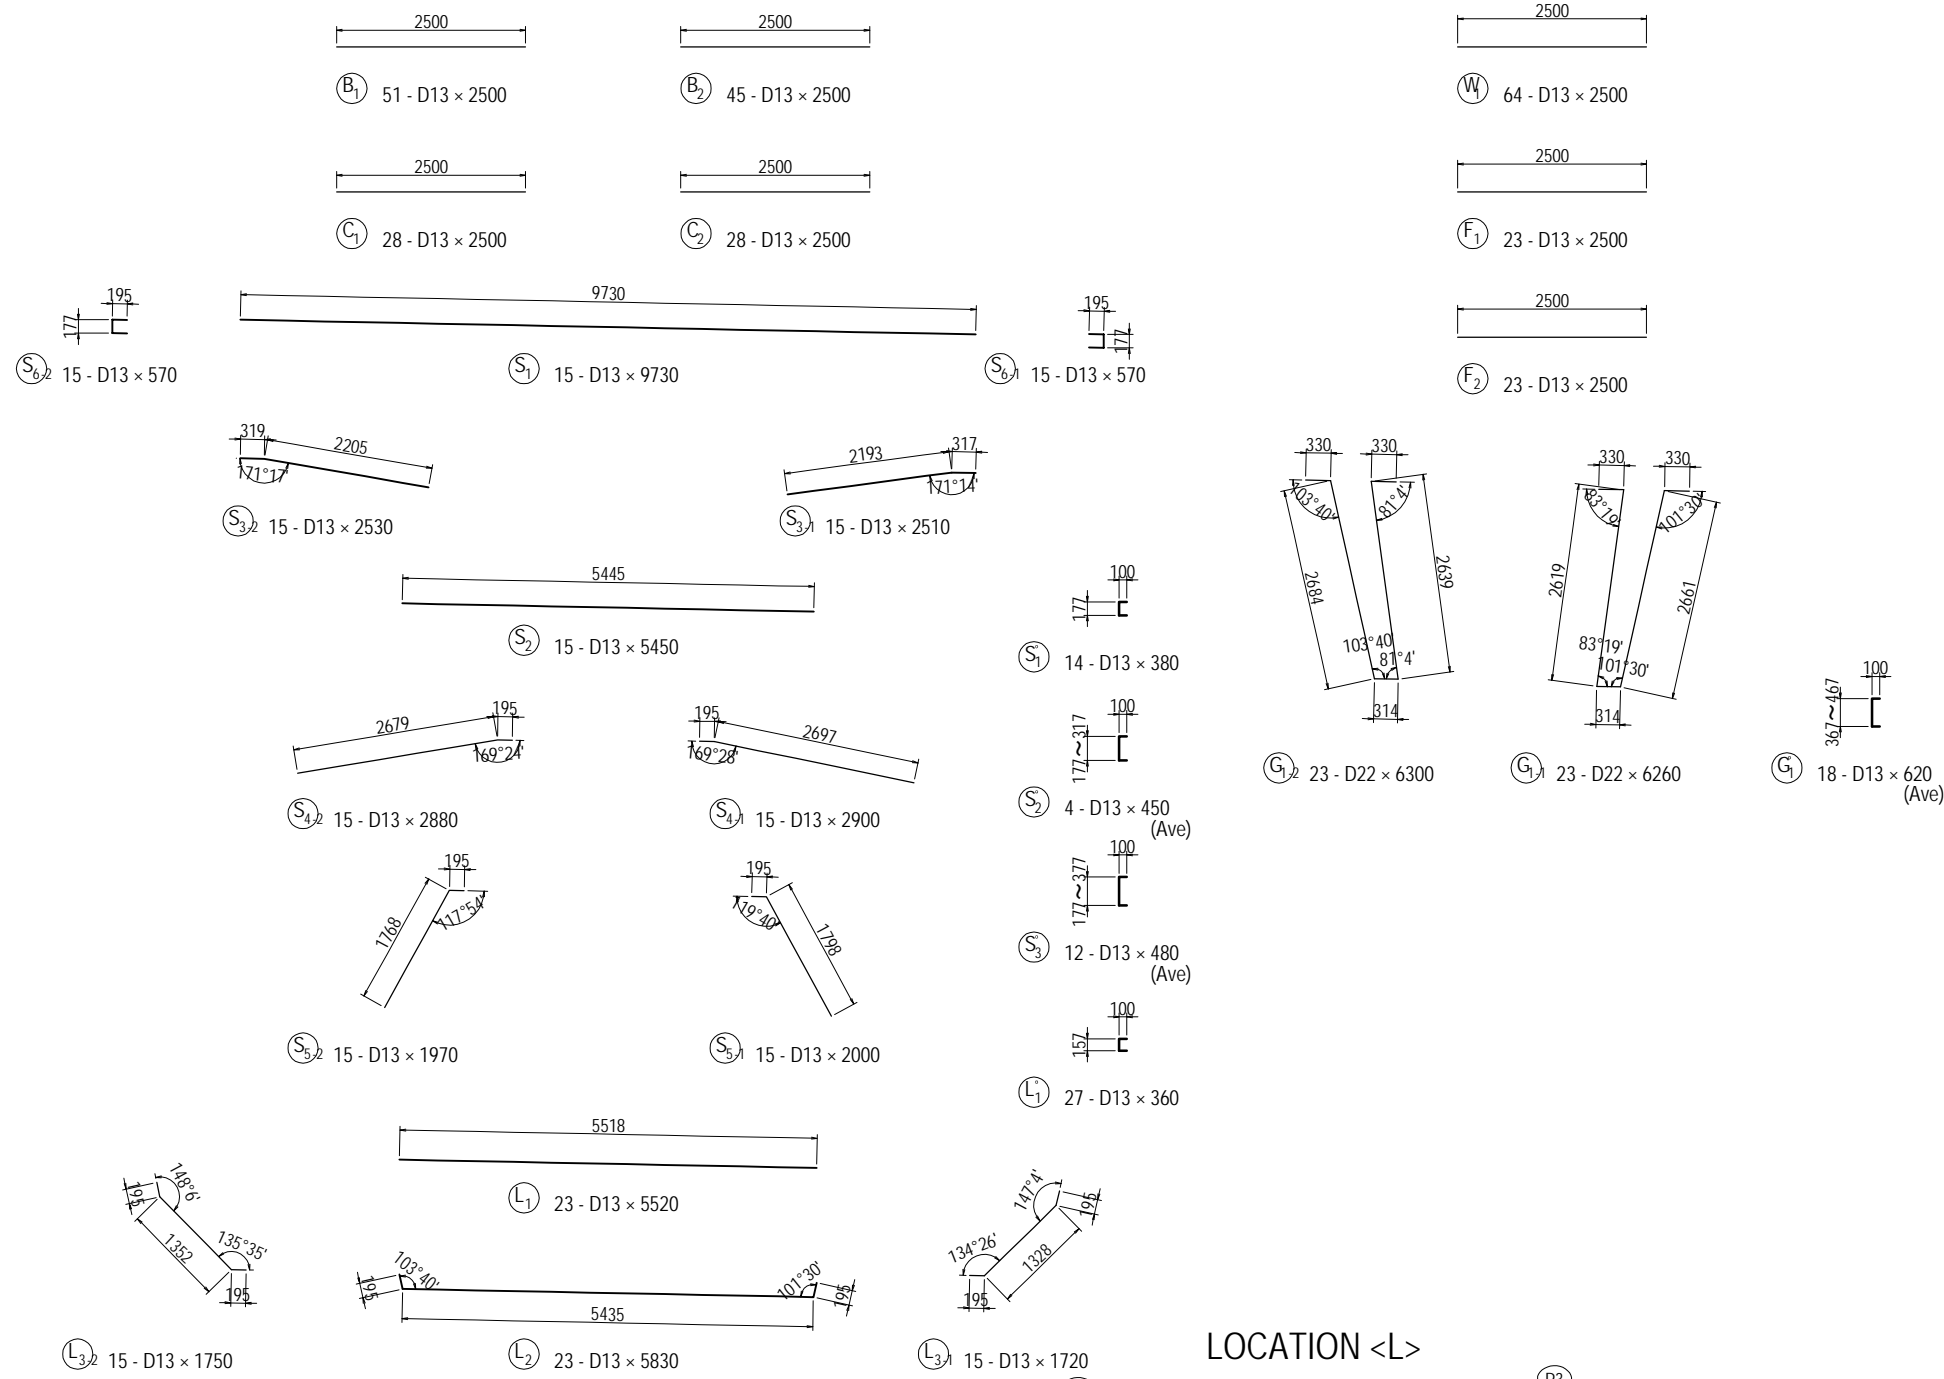 2500 2500 2500
B1 51 - D13 × 2500
B2 45 - D13 × 2500
W1 64 - D13 × 2500
2500 2500 2500
C1 28 - D13 × 2500
C2 28 - D13 × 2500
F1 23 - D13 × 2500
195 177
S6-2 15 - D13 × 570
9730
S1 15 - D13 × 9730
195 177
S6-1 15 - D13 × 570
2500
F2 23 - D13 × 2500
319 2205 171°17'
S3-2 15 - D13 × 2530
2193 317 171°14'
S3-1 15 - D13 × 2510
5445
S2 15 - D13 × 5450
100 177
S°1 14 - D13 × 380
330 330
103°40' 81°4'
2684 2639
103°40' 81°4'
314
G1-2 23 - D22 × 6300
330 330
83°19' 101°30'
2619 2661
83°19' 101°30'
314
G1-1 23 - D22 × 6260
100 367～467
G°1 18 - D13 × 620
(Ave)
2679 195 169°24'
S4-2 15 - D13 × 2880
195 2697 169°28'
S4-1 15 - D13 × 2900
100 177～317
S°2 4 - D13 × 450
(Ave)
195 1768 117°54'
S5-2 15 - D13 × 1970
195 1798 119°40'
S5-1 15 - D13 × 2000
100 177～377
S°3 12 - D13 × 480
(Ave)
100 157
L°1 27 - D13 × 360
5518
L1 23 - D13 × 5520
148°6' 195 1352 135°35' 195
L3-2 15 - D13 × 1750
103°40' 195 5435 101°30' 195
L2 23 - D13 × 5830
147°4' 195 134°26' 1328 195
L3-1 15 - D13 × 1720
LOCATION <L>